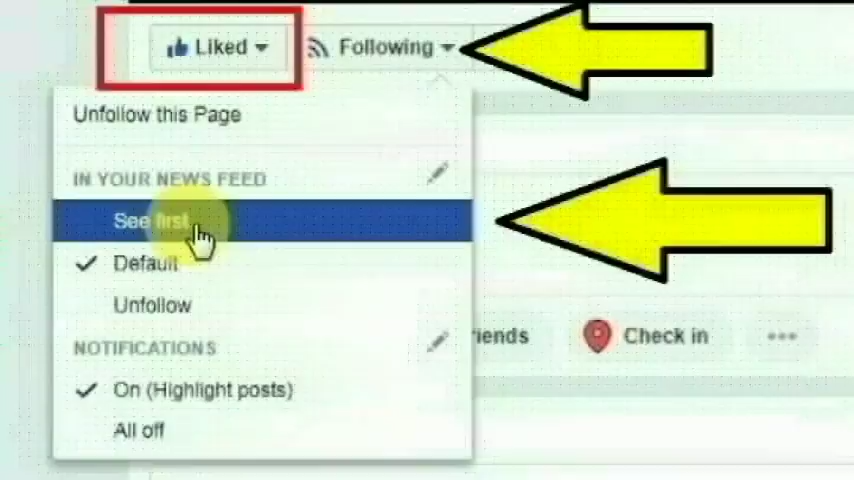 Liked Following
Unfollow this Page
IN YOUR NEWS FEED
See first
Default
Unfollow
NOTIFICATIONS
iends Check in
On (Highlight posts)
All off